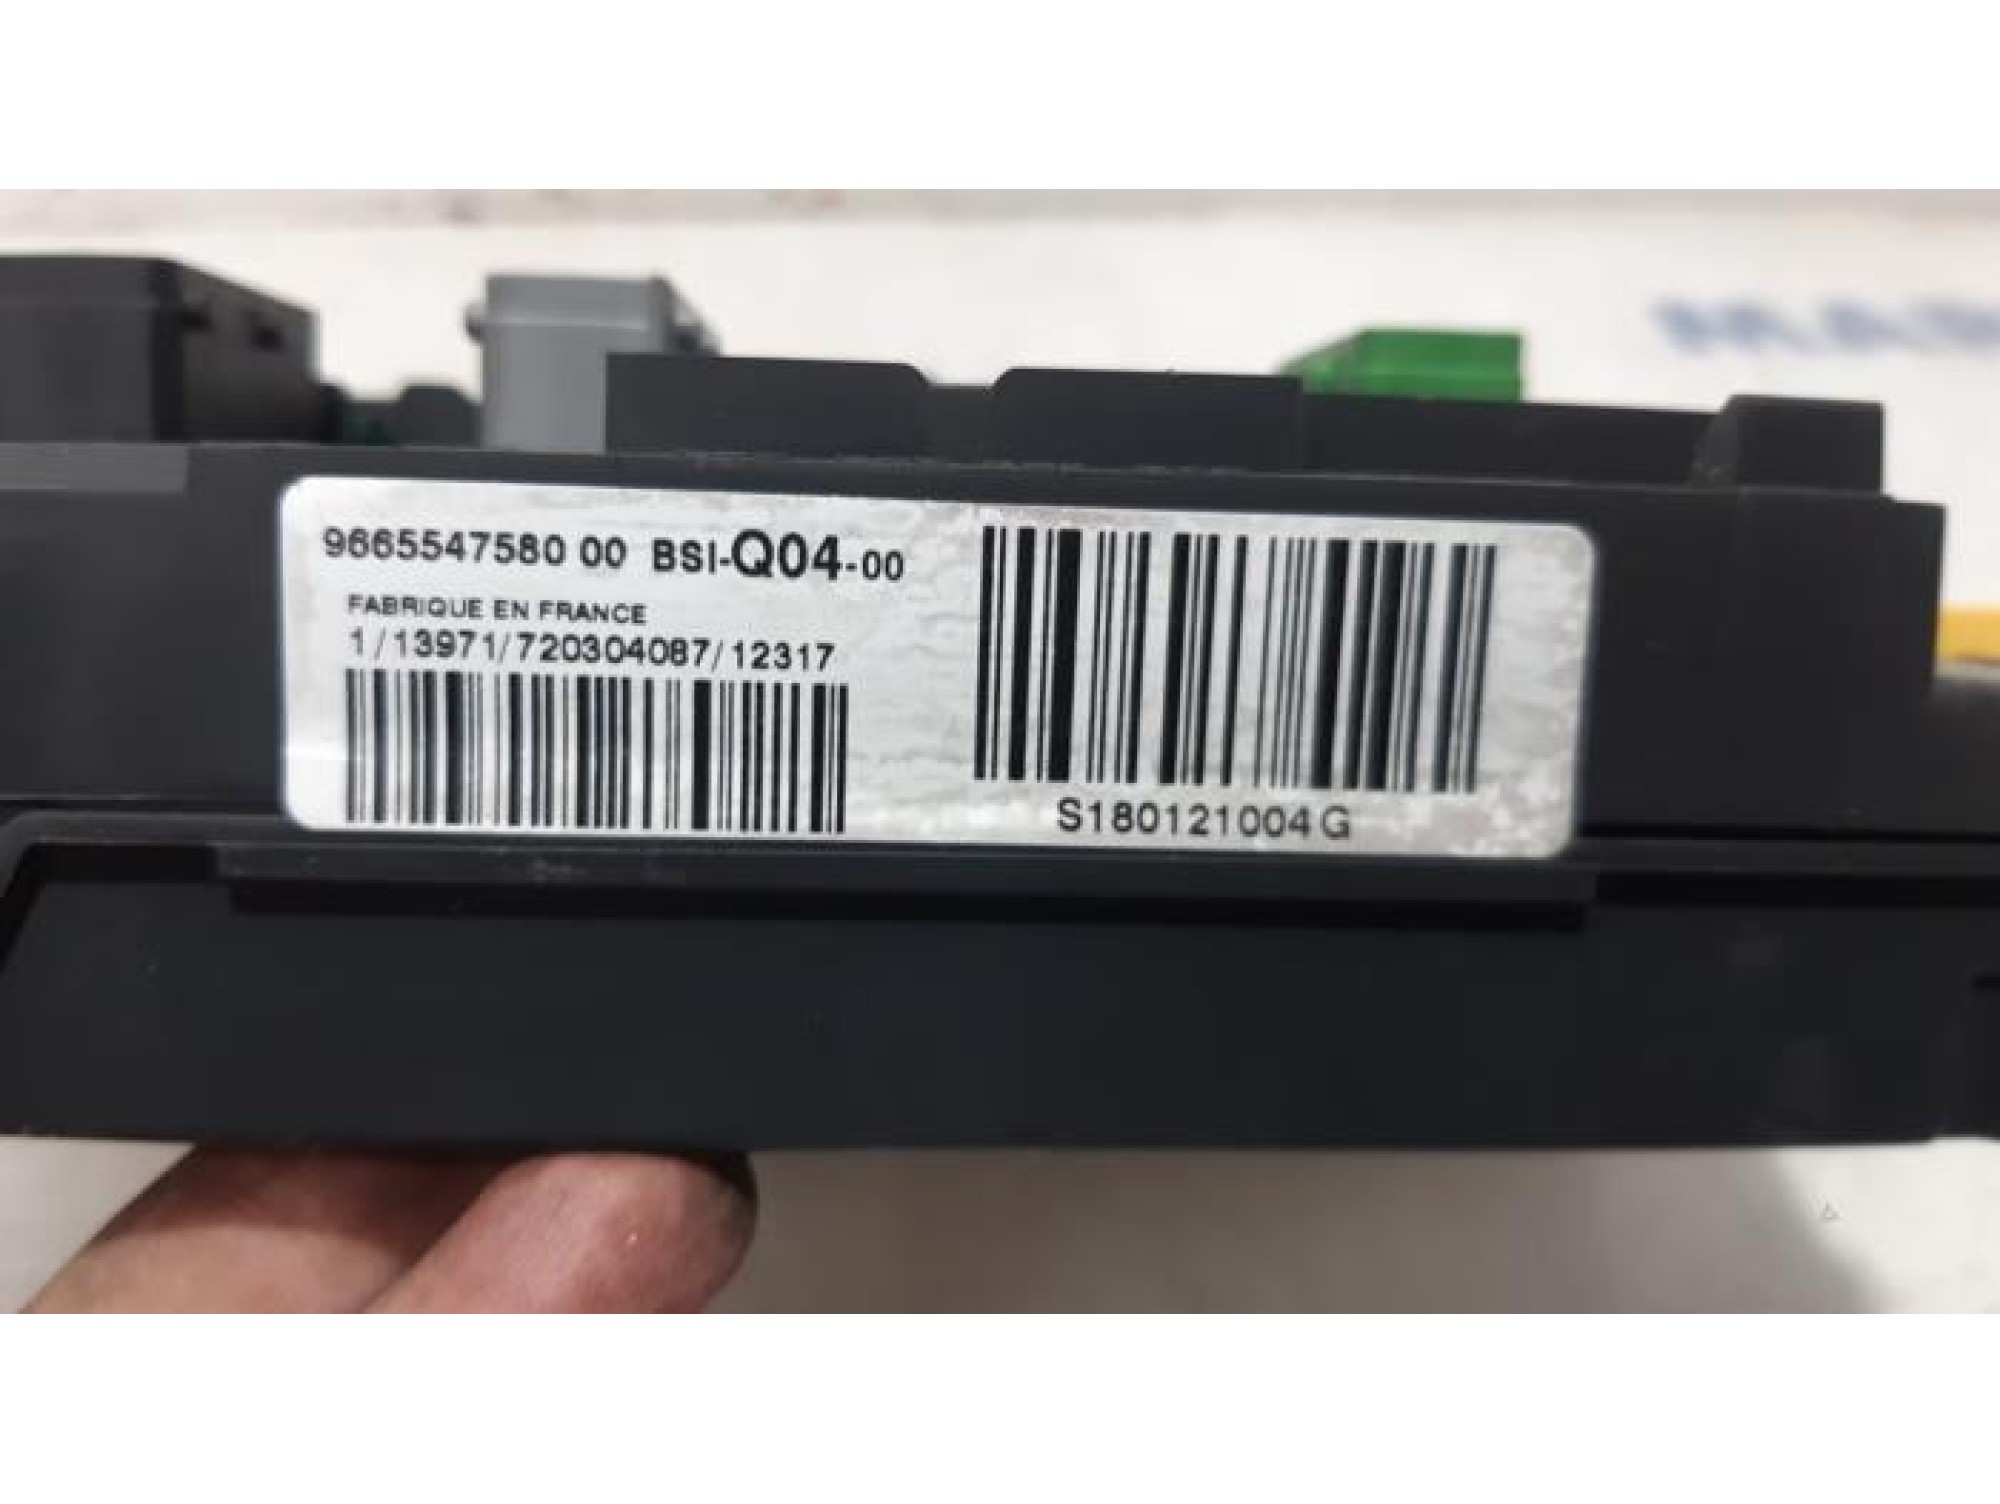 9665547580 00 BSI-Q04-00
FABRIQUE EN FRANCE
1/13971/720304087/12317
S180121004G